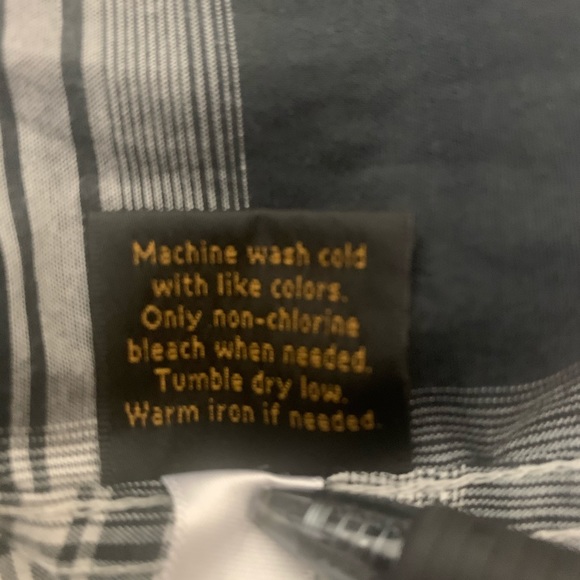 Machine wash cold
with like colors.
Only non-chlorine
bleach when needed.
Tumble dry low.
Warm iron if needed.